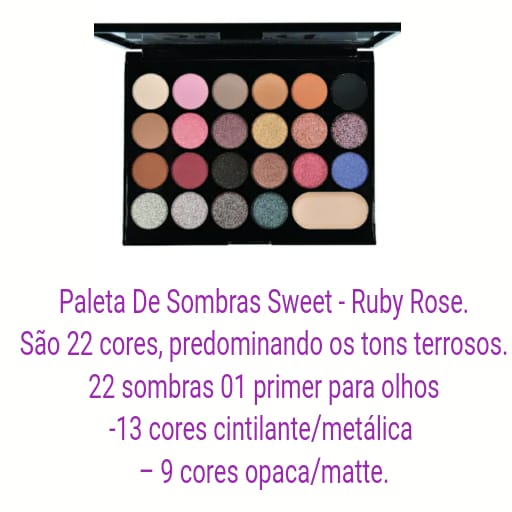 Paleta De Sombras Sweet - Ruby Rose.
São 22 cores, predominando os tons terrosos.
22 sombras 01 primer para olhos
-13 cores cintilante/metálica
– 9 cores opaca/matte.